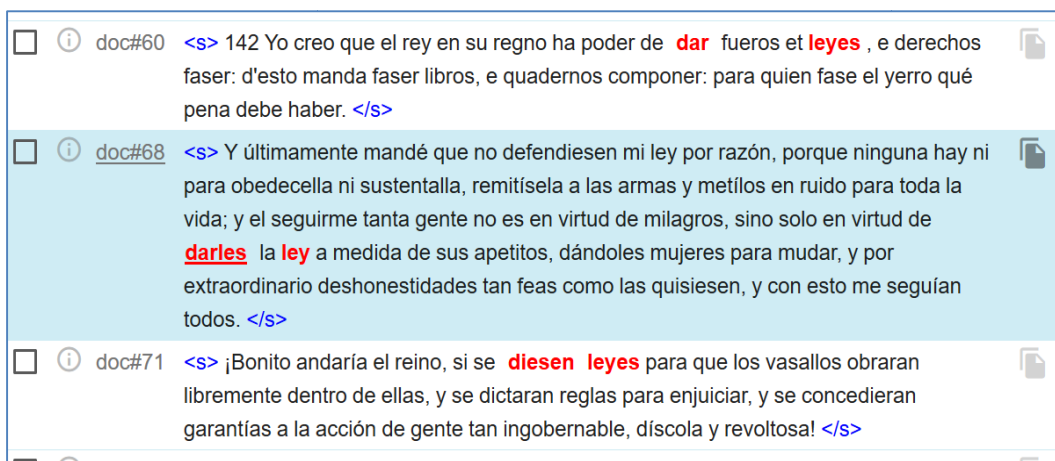 doc#60 <s> 142 Yo creo que el rey en su regno ha poder de dar fueros et leyes , e derechos
faser: d'esto manda faser libros, e quadernos componer: para quien fase el yerro qué
pena debe haber. </s>
doc#68 <s> Y últimamente mandé que no defendiesen mi ley por razón, porque ninguna hay ni
para obedecella ni sustentalla, remitísela a las armas y metílos en ruido para toda la
vida; y el seguirme tanta gente no es en virtud de milagros, sino solo en virtud de
darles la ley a medida de sus apetitos, dándoles mujeres para mudar, y por
extraordinario deshonestidades tan feas como las quisiesen, y con esto me seguían
todos. </s>
doc#71 <s> ¡Bonito andaría el reino, si se diesen leyes para que los vasallos obraran
libremente dentro de ellas, y se dictaran reglas para enjuiciar, y se concedieran
garantías a la acción de gente tan ingobernable, díscola y revoltosa! </s>